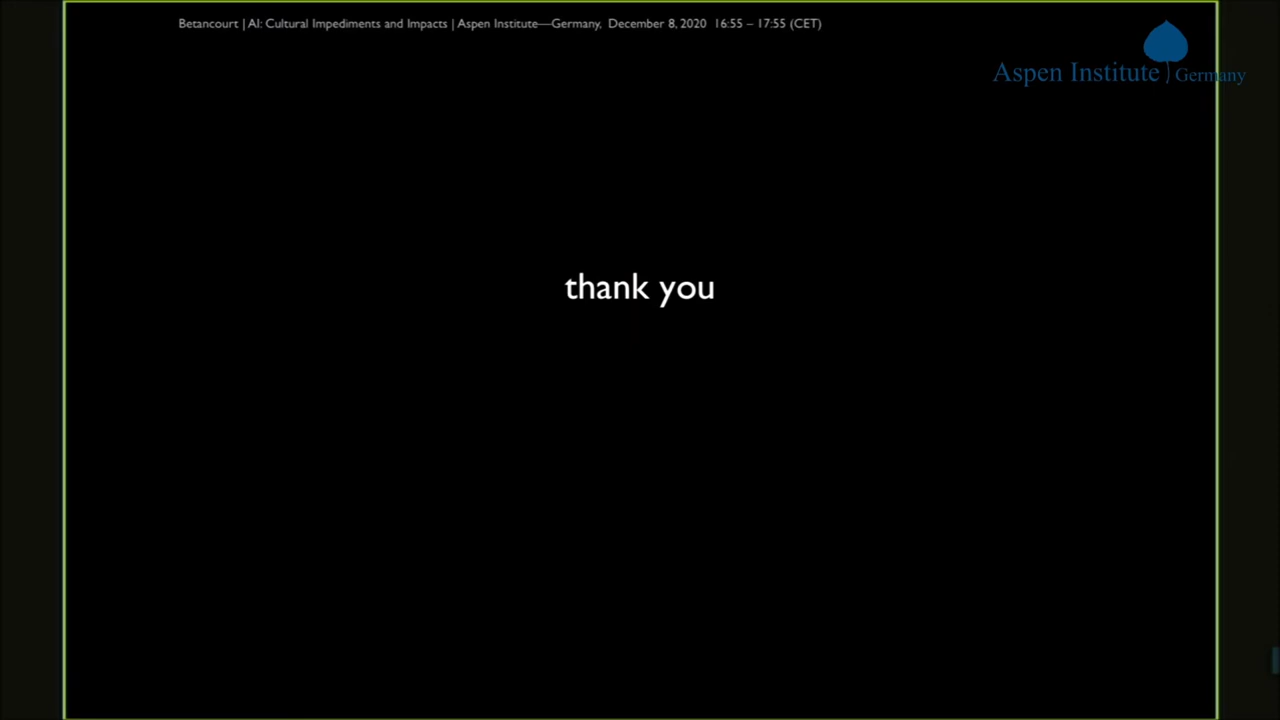 Betancourt | AI: Cultural Impediments and Impacts | Aspen Institute—Germany, December 8, 2020 16:55 – 17:55 (CET)
Aspen Institute | Germany
thank you